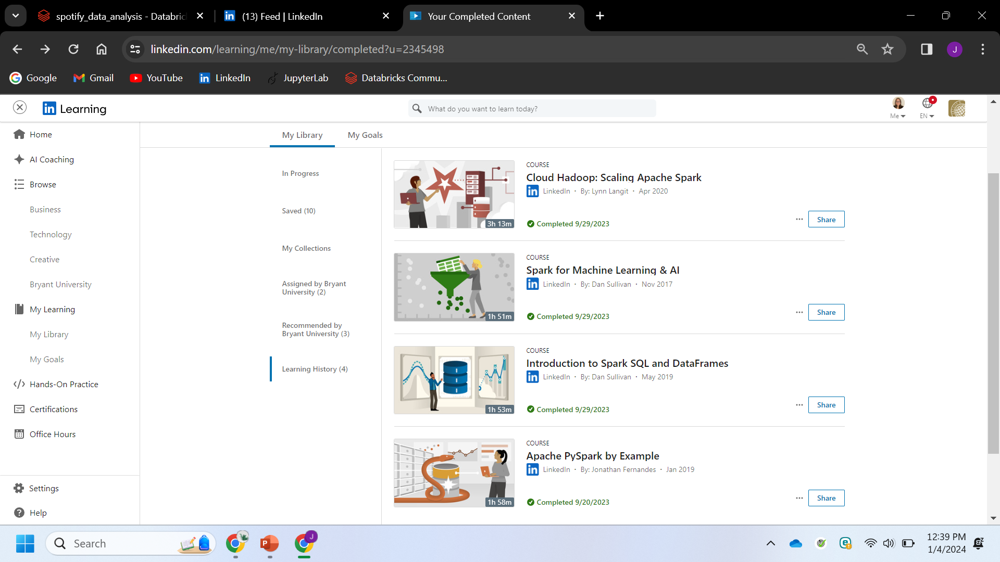 spotify_data_analysis - Databric
(13) Feed | LinkedIn
Your Completed Content
linkedin.com/learning/me/my-library/completed?u=2345498
J
Google
Gmail
YouTube
LinkedIn
JupyterLab
Databricks Commu...
in Learning
What do you want to learn today?
Me
EN
Home
AI Coaching
Browse
Business
Technology
Creative
Bryant University
My Learning
My Library
My Goals
Hands-On Practice
Certifications
Office Hours
Settings
Help
My Library
My Goals
In Progress
Saved (10)
My Collections
Assigned by Bryant
University (2)
Recommended by
Bryant University (3)
Learning History (4)
3h 13m
COURSE
Cloud Hadoop: Scaling Apache Spark
in LinkedIn · By: Lynn Langit · Apr 2020
Completed 9/29/2023
Share
1h 51m
COURSE
Spark for Machine Learning & AI
in LinkedIn · By: Dan Sullivan · Nov 2017
Completed 9/29/2023
Share
1h 53m
COURSE
Introduction to Spark SQL and DataFrames
in LinkedIn · By: Dan Sullivan · May 2019
Completed 9/29/2023
Share
1h 58m
COURSE
Apache PySpark by Example
in LinkedIn · By: Jonathan Fernandes · Jan 2019
Completed 9/20/2023
Share
Search
P
J
12:39 PM
1/4/2024